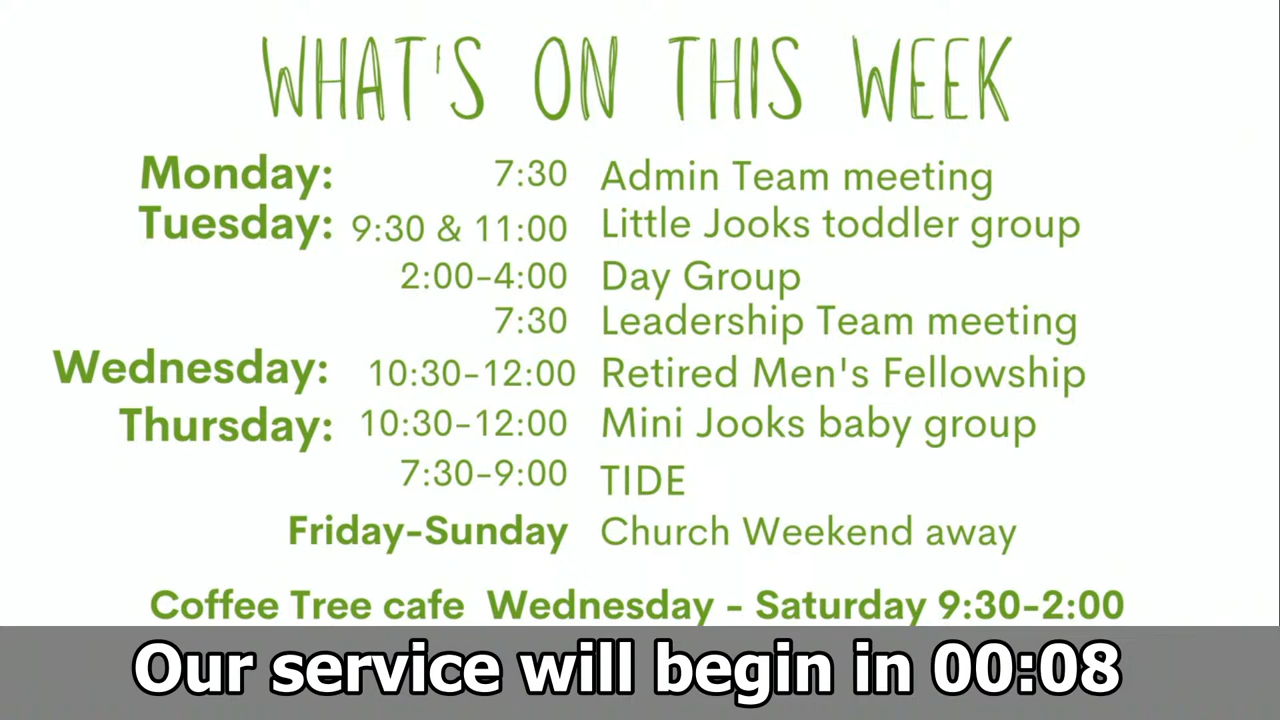 WHAT'S ON THIS WEEK
Monday: 7:30 Admin Team meeting
Tuesday: 9:30 & 11:00 Little Jooks toddler group
2:00-4:00 Day Group
7:30 Leadership Team meeting
Wednesday: 10:30-12:00 Retired Men's Fellowship
Thursday: 10:30-12:00 Mini Jooks baby group
7:30-9:00 TIDE
Friday-Sunday Church Weekend away
Coffee Tree cafe Wednesday - Saturday 9:30-2:00
Our service will begin in 00:08